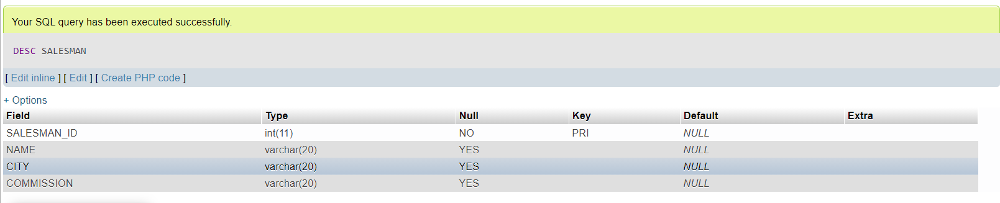 Your SQL query has been executed successfully.
DESC SALESMAN
[ Edit inline ] [ Edit ] [ Create PHP code ]
+ Options
Field Type Null Key Default Extra
SALESMAN_ID int(11) NO PRI NULL
NAME varchar(20) YES NULL
CITY varchar(20) YES NULL
COMMISSION varchar(20) YES NULL